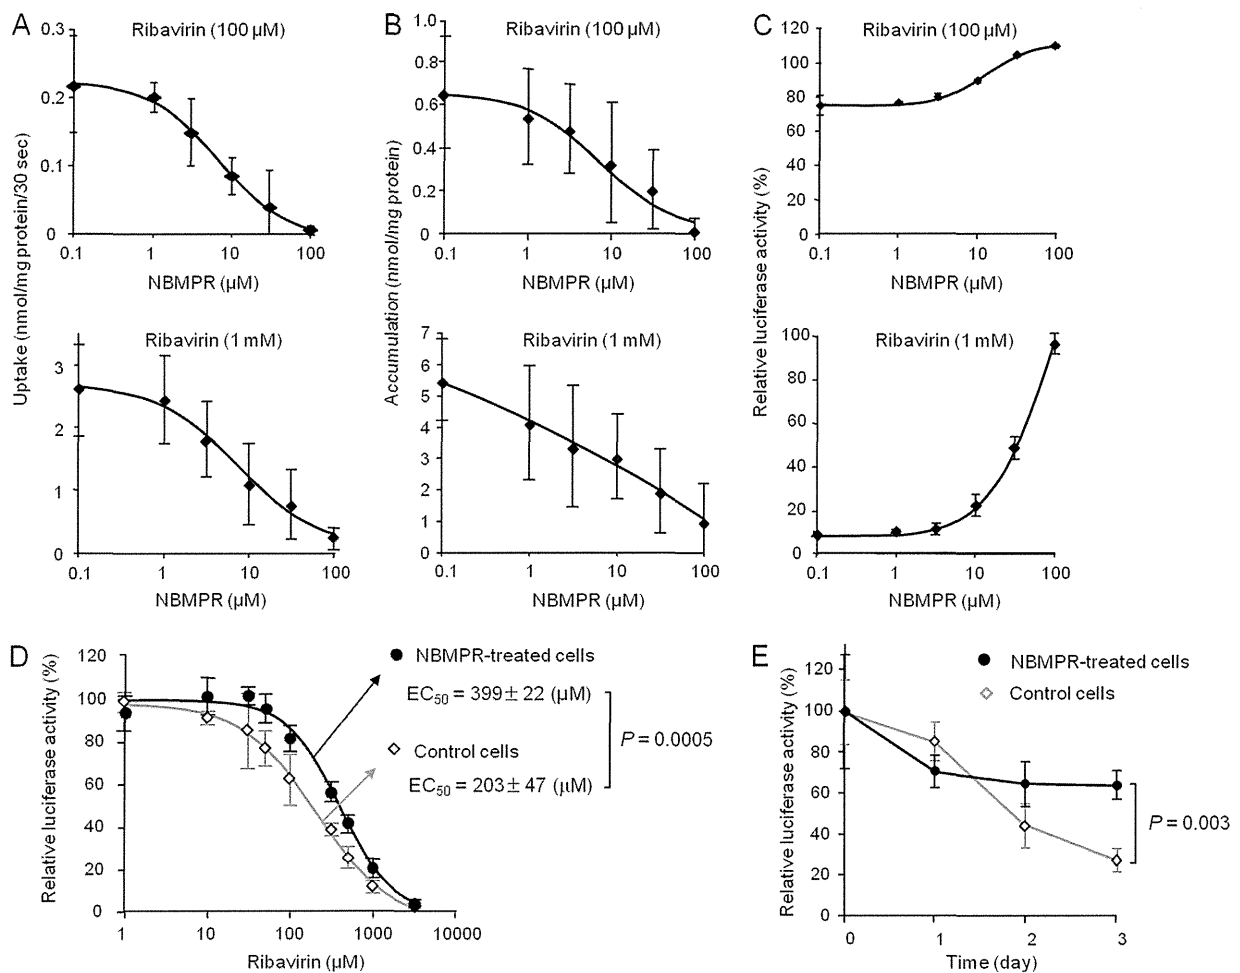 A
Ribavirin (100 µM)
0.3
0.2
0.1
0
0.1 1 10 100
NBMPR (µM)
Uptake (nmol/mg protein/30 sec)
Ribavirin (1 mM)
3
2
1
0
0.1 1 10 100
NBMPR (µM)
B
Ribavirin (100 µM)
1.0
0.8
0.6
0.4
0.2
0
0.1 1 10 100
NBMPR (µM)
Accumulation (nmol/mg protein)
Ribavirin (1 mM)
7
6
5
4
3
2
1
0
0.1 1 10 100
NBMPR (µM)
C
Ribavirin (100 µM)
120
100
80
60
40
20
0
0.1 1 10 100
NBMPR (µM)
Relative luciferase activity (%)
Ribavirin (1 mM)
100
80
60
40
20
0
0.1 1 10 100
NBMPR (µM)
D
Relative luciferase activity (%)
120
100
80
60
40
20
0
1 10 100 1000 10000
Ribavirin (µM)
NBMPR-treated cells
EC50 = 399 ± 22 (µM)
Control cells
EC50 = 203 ± 47 (µM)
P = 0.0005
E
Relative luciferase activity (%)
120
100
80
60
40
20
0
0 1 2 3
Time (day)
NBMPR-treated cells
Control cells
P = 0.003